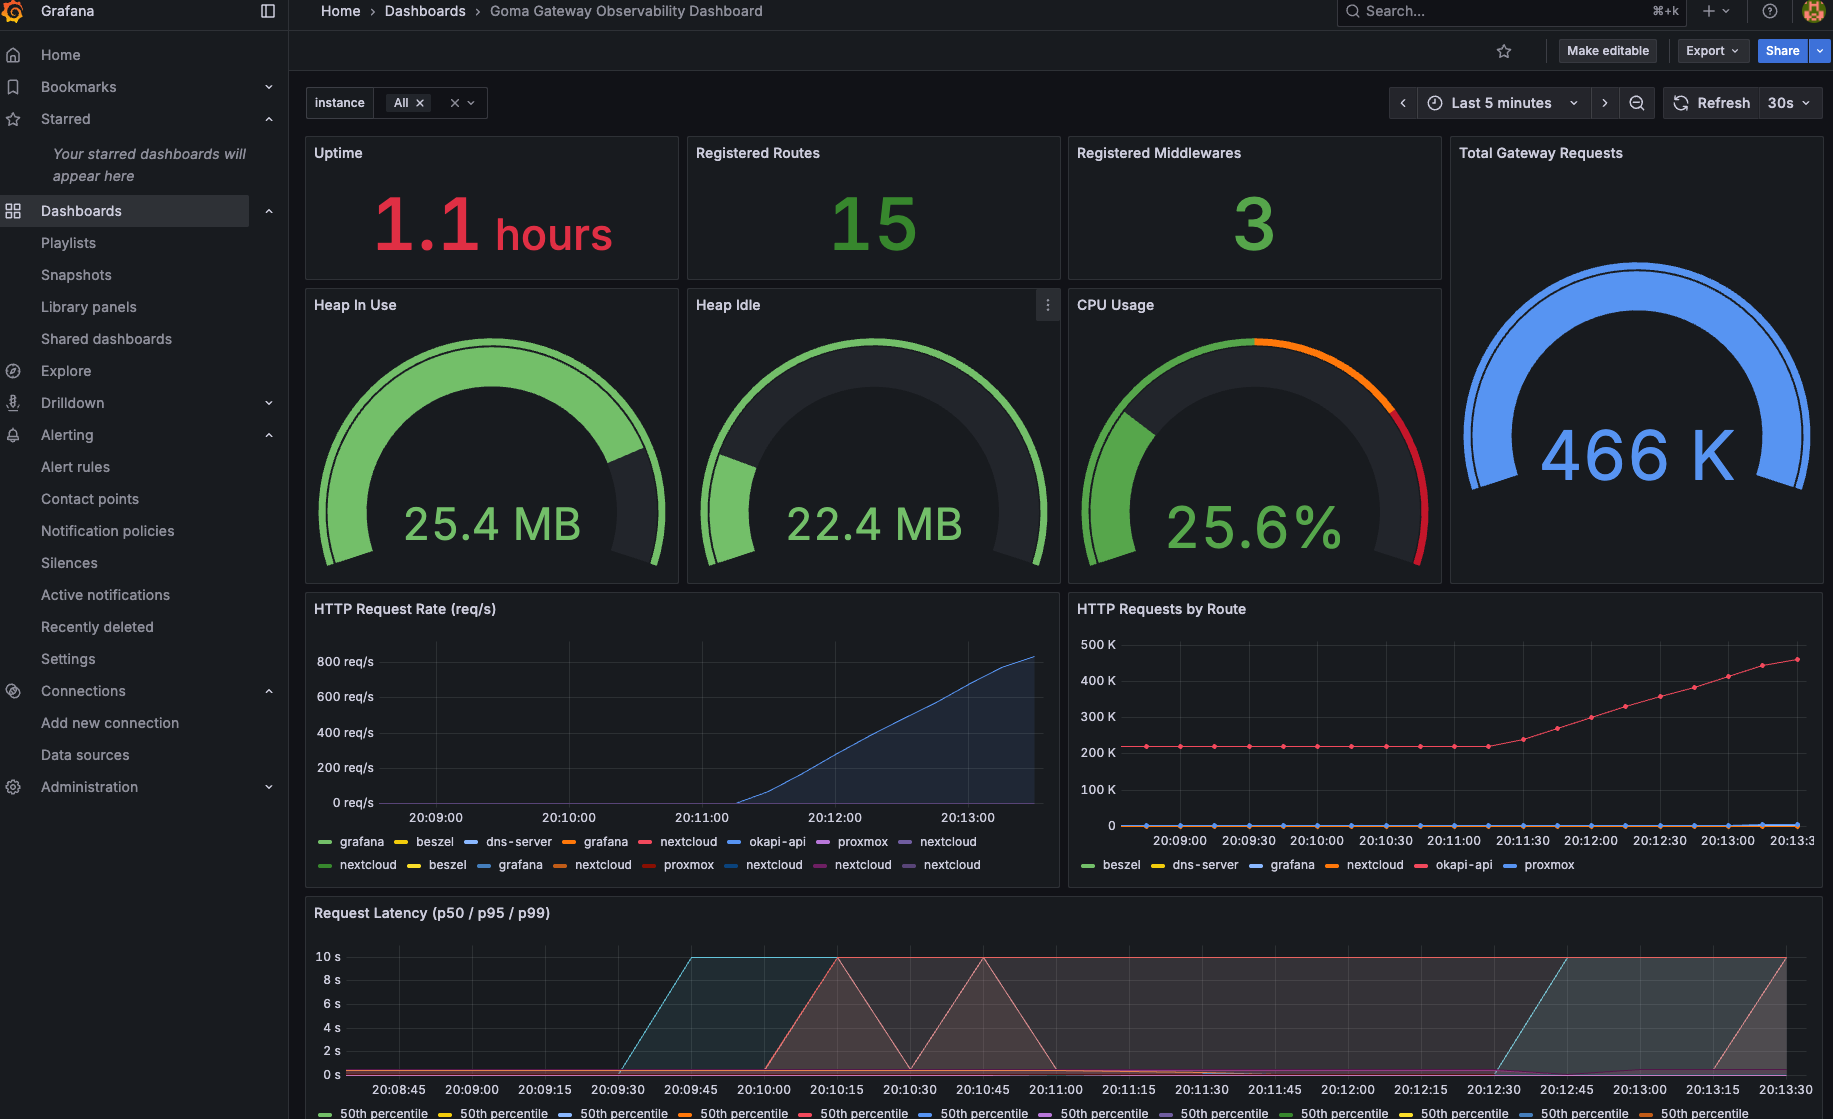 Grafana
Home › Dashboards › Goma Gateway Observability Dashboard
Search...
⌘+k
Make editable
Export
Share
Home
Bookmarks
Starred
Your starred dashboards will
appear here
Dashboards
Playlists
Snapshots
Library panels
Shared dashboards
Explore
Drilldown
Alerting
Alert rules
Contact points
Notification policies
Silences
Active notifications
Recently deleted
Settings
Connections
Add new connection
Data sources
Administration
instance
All
Last 5 minutes
Refresh
30s
Uptime
1.1 hours
Registered Routes
15
Registered Middlewares
3
Total Gateway Requests
466 K
Heap In Use
25.4 MB
Heap Idle
22.4 MB
CPU Usage
25.6%
HTTP Request Rate (req/s)
800 req/s
600 req/s
400 req/s
200 req/s
0 req/s
20:09:00 20:10:00 20:11:00 20:12:00 20:13:00
grafana beszel dns-server grafana nextcloud okapi-api proxmox nextcloud
nextcloud beszel grafana nextcloud proxmox nextcloud nextcloud nextcloud
HTTP Requests by Route
500 K
400 K
300 K
200 K
100 K
0
20:09:00 20:09:30 20:10:00 20:10:30 20:11:00 20:11:30 20:12:00 20:12:30 20:13:00 20:13:3
beszel dns-server grafana nextcloud okapi-api proxmox
Request Latency (p50 / p95 / p99)
10 s
8 s
6 s
4 s
2 s
0 s
20:08:45 20:09:00 20:09:15 20:09:30 20:09:45 20:10:00 20:10:15 20:10:30 20:10:45 20:11:00 20:11:15 20:11:30 20:11:45 20:12:00 20:12:15 20:12:30 20:12:45 20:13:00 20:13:15 20:13:30
50th percentile 50th percentile 50th percentile 50th percentile 50th percentile 50th percentile 50th percentile 50th percentile 50th percentile 50th percentile 50th percentile 50th percentile